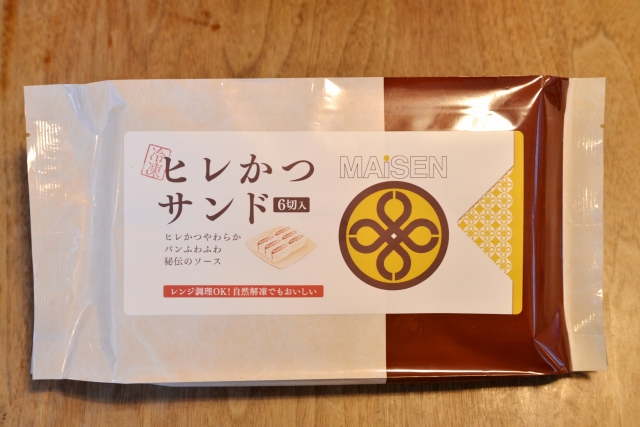 冷凍
ヒレかつ
サンド 6切入
ヒレかつやわらか
パンふわふわ
秘伝のソース
レンジ調理OK! 自然解凍でもおいしい
MAiSEN